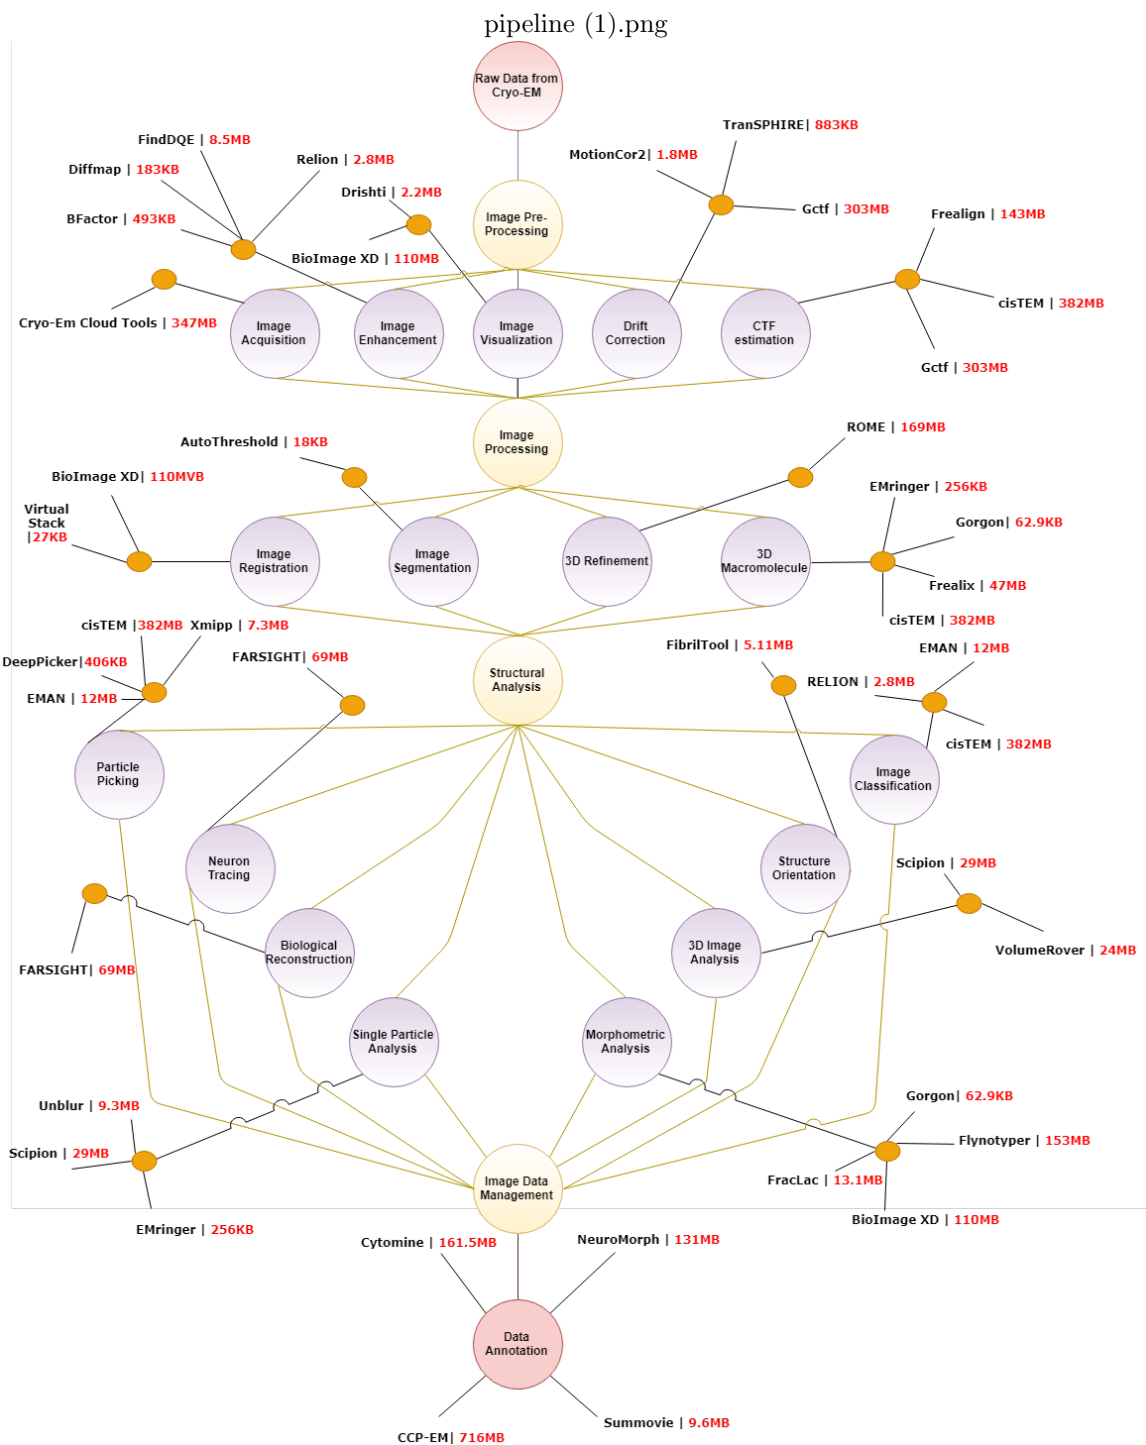 pipeline (1).png
Raw Data from
Cryo-EM
TranSPHIRE| 883KB
FindDQE | 8.5MB
MotionCor2| 1.8MB
Relion | 2.8MB
Diffmap | 183KB
Drishti | 2.2MB
Gctf | 303MB
Frealign | 143MB
BFactor | 493KB
Image Pre-
Processing
BioImage XD | 110MB
cisTEM | 382MB
Cryo-Em Cloud Tools | 347MB
Image
Acquisition
Image
Enhancement
Image
Visualization
Drift
Correction
CTF
estimation
Gctf | 303MB
ROME | 169MB
AutoThreshold | 18KB
Image
Processing
BioImage XD| 110MVB
EMringer | 256KB
Virtual
Stack
|27KB
Gorgon| 62.9KB
Image
Registration
Image
Segmentation
3D Refinement
3D
Macromolecule
Frealix | 47MB
cisTEM | 382MB
cisTEM |382MB
Xmipp | 7.3MB
FibrilTool | 5.11MB
EMAN | 12MB
FARSIGHT| 69MB
DeepPicker|406KB
Structural
Analysis
RELION | 2.8MB
EMAN | 12MB
cisTEM | 382MB
Particle
Picking
Image
Classification
Neuron
Tracing
Structure
Orientation
Scipion | 29MB
Biological
Reconstruction
3D Image
Analysis
VolumeRover | 24MB
FARSIGHT| 69MB
Single Particle
Analysis
Morphometric
Analysis
Unblur | 9.3MB
Gorgon| 62.9KB
Flynotyper | 153MB
Scipion | 29MB
Image Data
Management
FracLac | 13.1MB
BioImage XD | 110MB
EMringer | 256KB
Cytomine | 161.5MB
NeuroMorph | 131MB
Data
Annotation
Summovie | 9.6MB
CCP-EM| 716MB